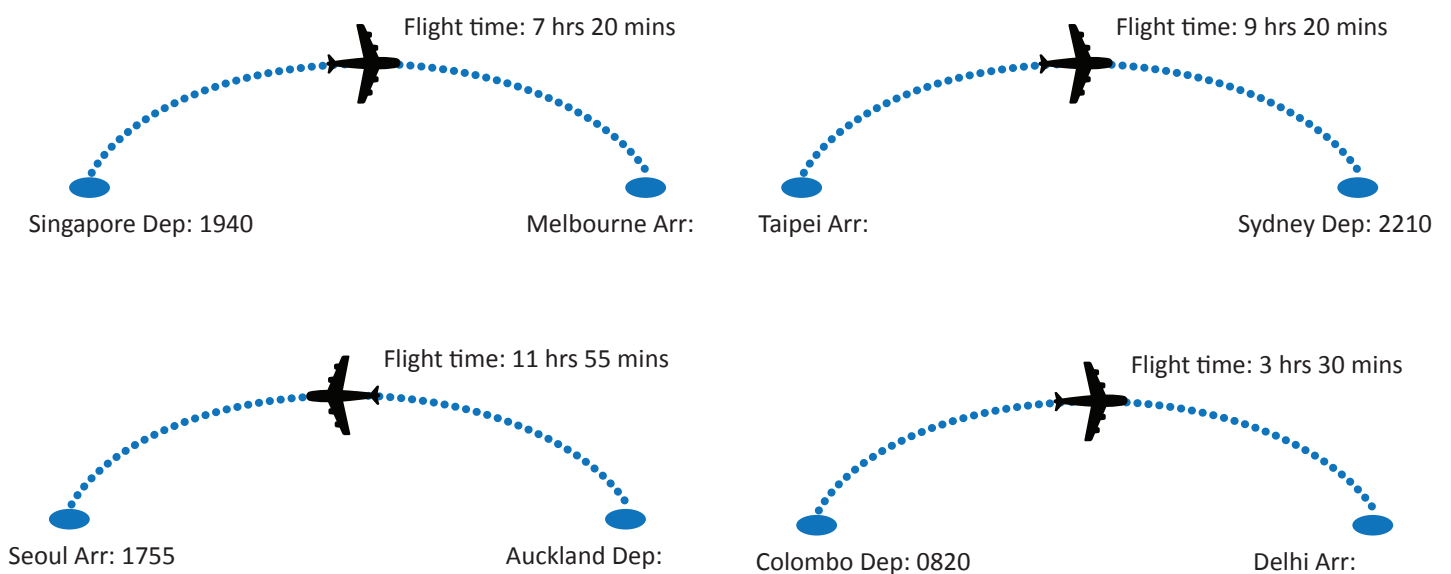 Flight time: 7 hrs 20 mins
Singapore Dep: 1940
Melbourne Arr:
Flight time: 9 hrs 20 mins
Taipei Arr:
Sydney Dep: 2210
Flight time: 11 hrs 55 mins
Seoul Arr: 1755
Auckland Dep:
Flight time: 3 hrs 30 mins
Colombo Dep: 0820
Delhi Arr: